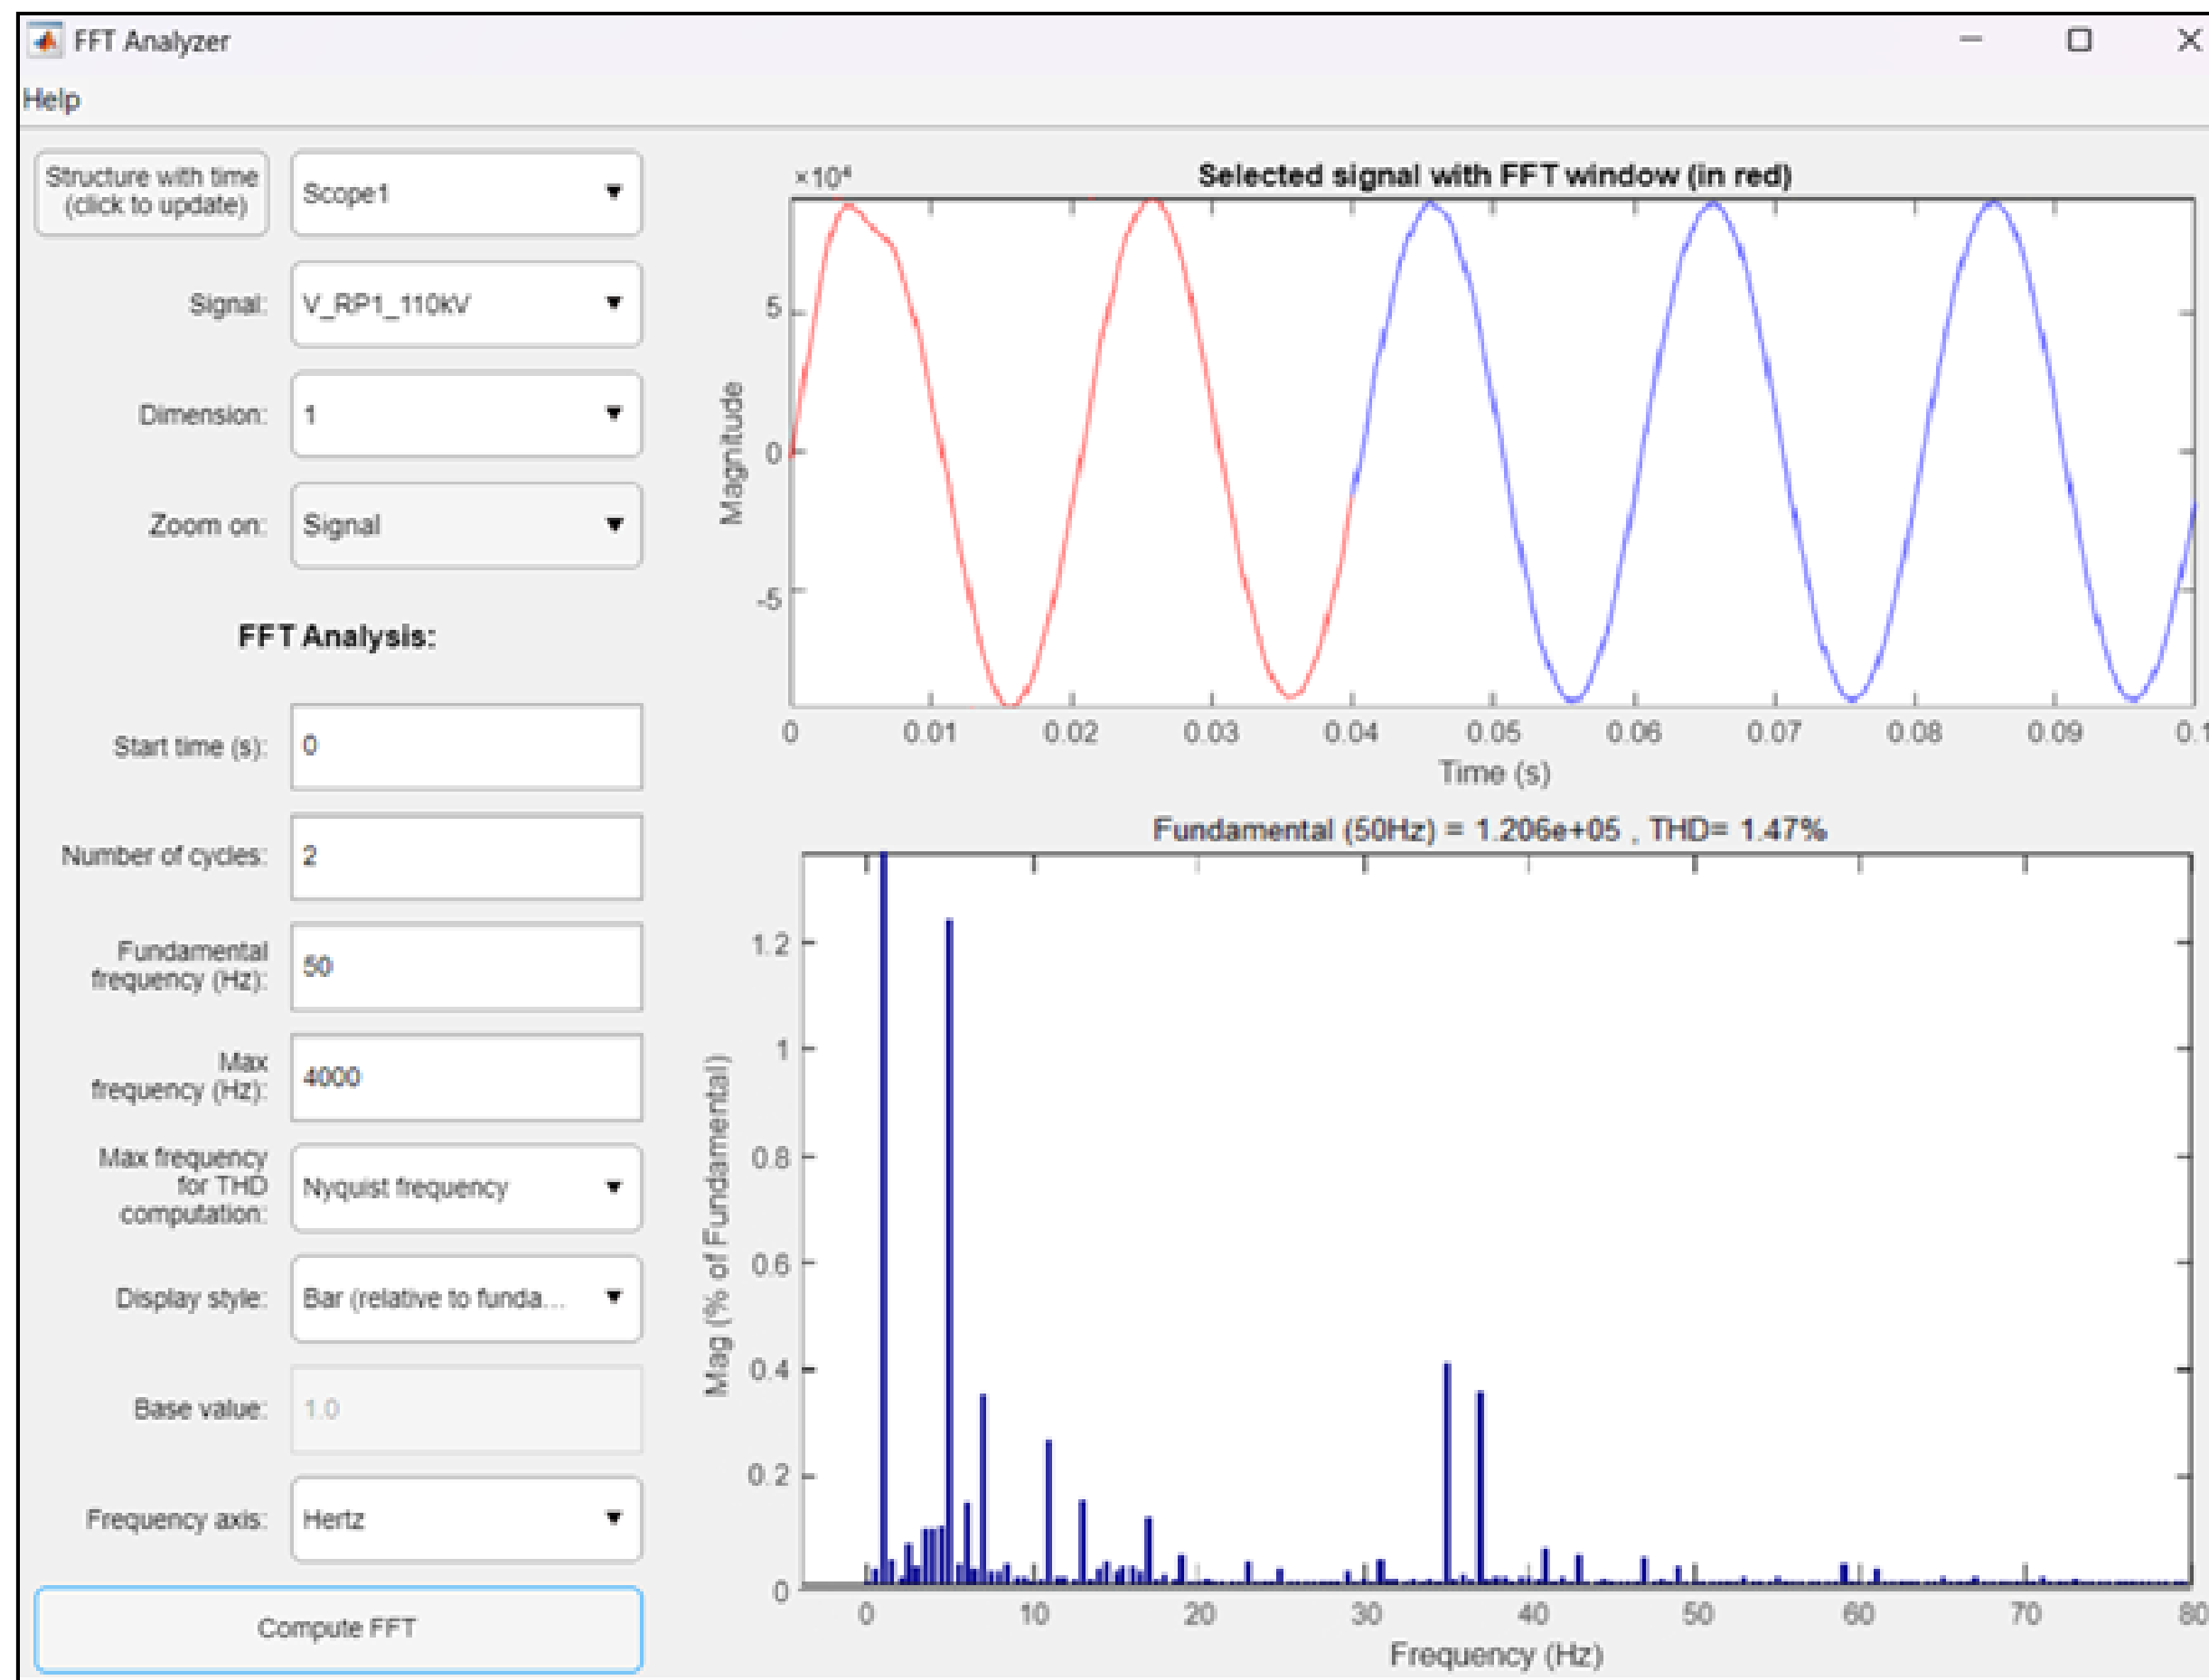 FFT Analyzer
Help
Structure with time
(click to update)
Scope1
Signal:
V_RP1_110kV
Dimension:
1
Zoom on:
Signal
FFT Analysis:
Start time (s):
0
Number of cycles:
2
Fundamental
frequency (Hz):
50
Max
frequency (Hz):
4000
Max frequency
for THD
computation:
Nyquist frequency
Display style:
Bar (relative to funda...
Base value:
1.0
Frequency axis:
Hertz
Compute FFT
×10⁴
Selected signal with FFT window (in red)
Magnitude
5
0
-5
0 0.01 0.02 0.03 0.04 0.05 0.06 0.07 0.08 0.09 0.1
Time (s)
Fundamental (50Hz) = 1.206e+05 , THD= 1.47%
Mag (% of Fundamental)
1.2
1
0.8
0.6
0.4
0.2
0
0 10 20 30 40 50 60 70 80
Frequency (Hz)